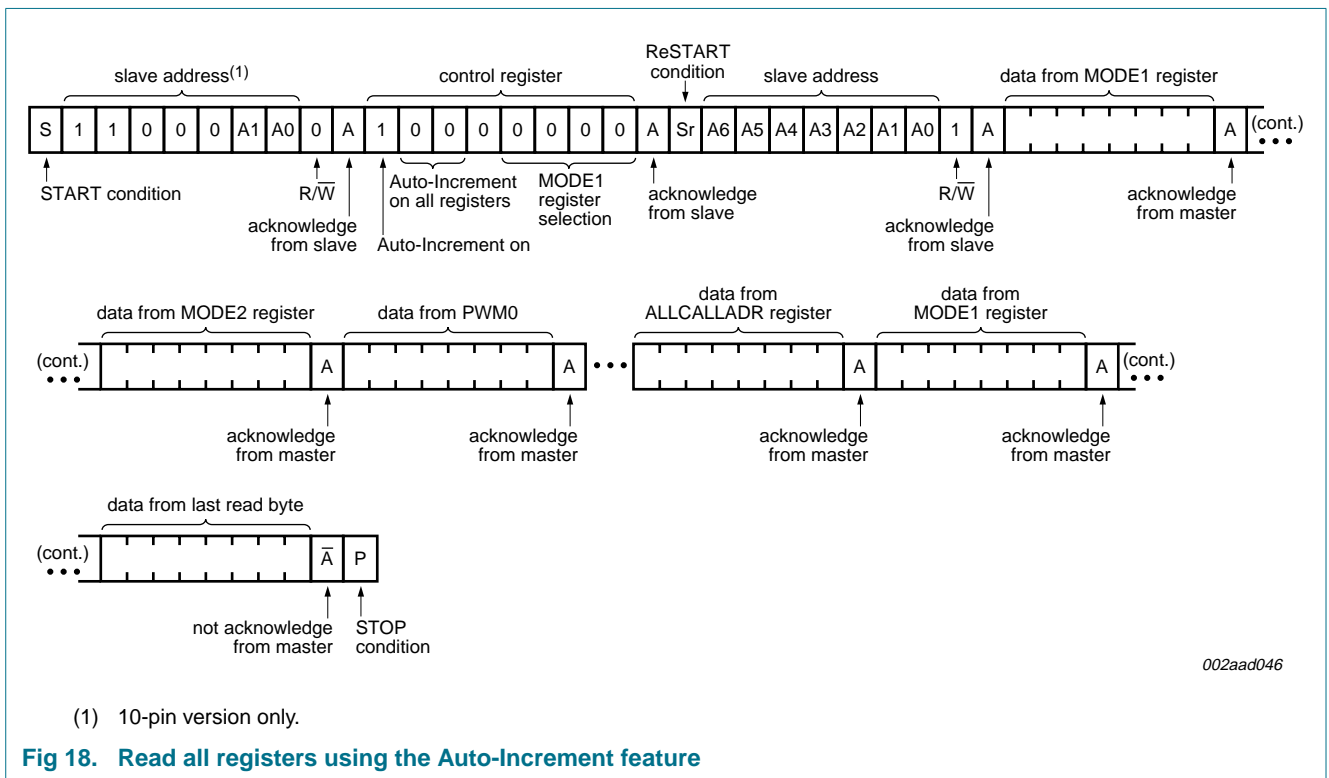 ReSTART
condition
slave address(1) control register slave address data from MODE1 register
S 1 1 0 0 0 A1 A0 0 A 1 0 0 0 0 0 0 0 A Sr A6 A5 A4 A3 A2 A1 A0 1 A A (cont.)
START condition R/W Auto-Increment
on all registers MODE1
register
selection acknowledge
from slave R/W acknowledge
from master
acknowledge
from slave Auto-Increment on acknowledge
from slave
data from MODE2 register data from PWM0 data from
ALLCALLADR register data from
MODE1 register
(cont.) A A A A (cont.)
acknowledge
from master acknowledge
from master acknowledge
from master acknowledge
from master
data from last read byte
(cont.) A̅ P
not acknowledge
from master STOP
condition
002aad046
(1) 10-pin version only.
Fig 18. Read all registers using the Auto-Increment feature